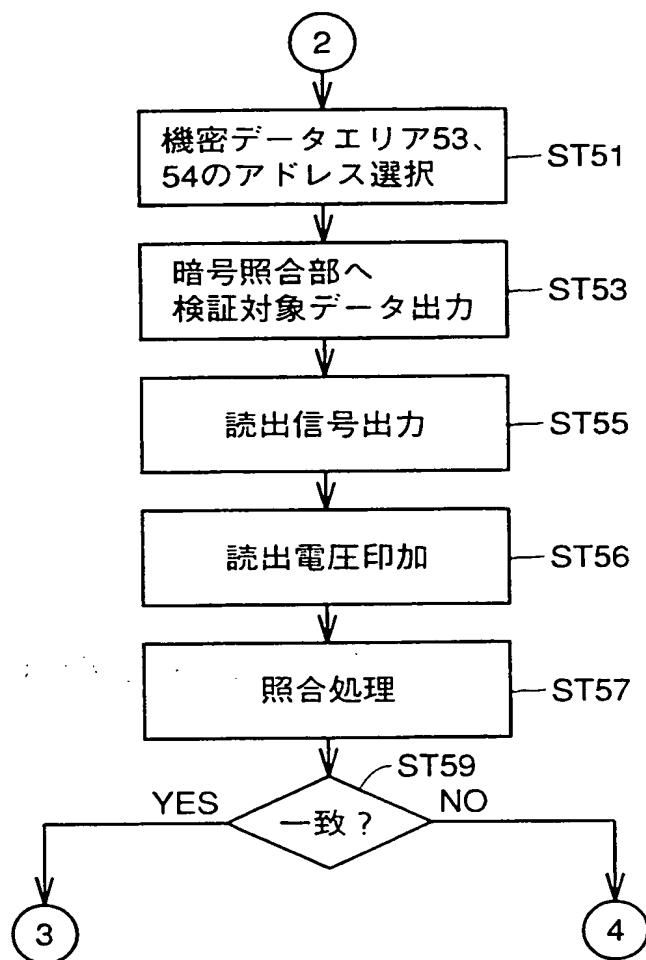 2
機密データエリア53、
54のアドレス選択
ST51
暗号照合部へ
検証対象データ出力
ST53
読出信号出力
ST55
読出電圧印加
ST56
照合処理
ST57
ST59
YES
一致？
NO
3
4